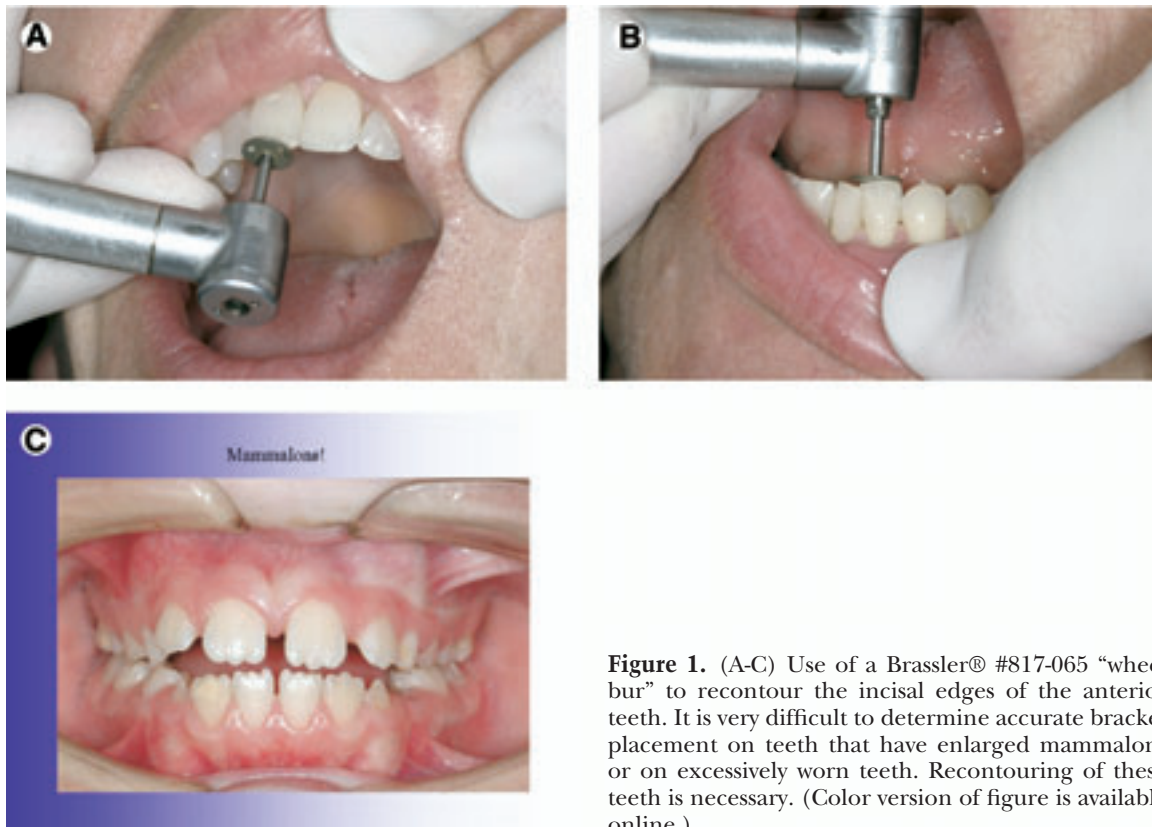 A
B
C
Mammalons!
Figure 1. (A-C) Use of a Brassler® #817-065 “whee
bur” to recontour the incisal edges of the anterio
teeth. It is very difficult to determine accurate bracke
placement on teeth that have enlarged mammalon
or on excessively worn teeth. Recontouring of thes
teeth is necessary. (Color version of figure is availabl
online.)